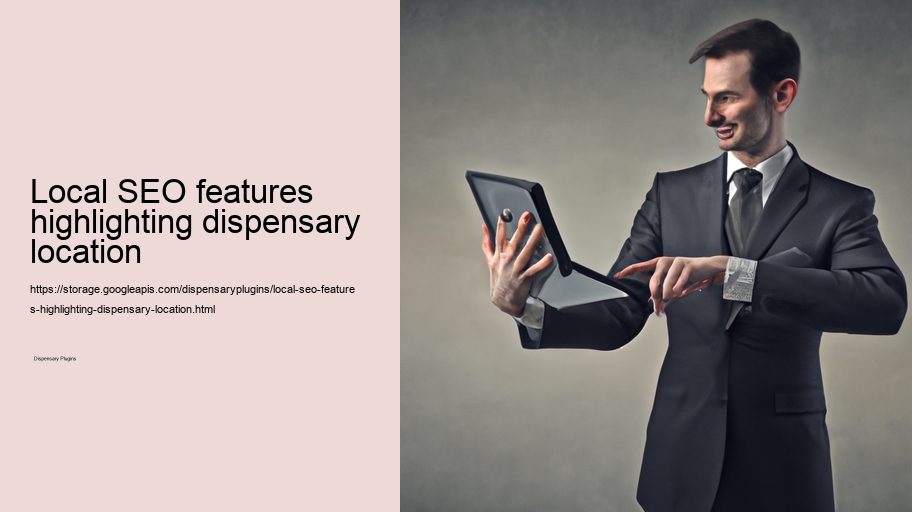 Local SEO features
highlighting dispensary
location
https://storage.googleapis.com/dispensaryplugins/local-seo-feature
s-highlighting-dispensary-location.html
Dispensary Plugins